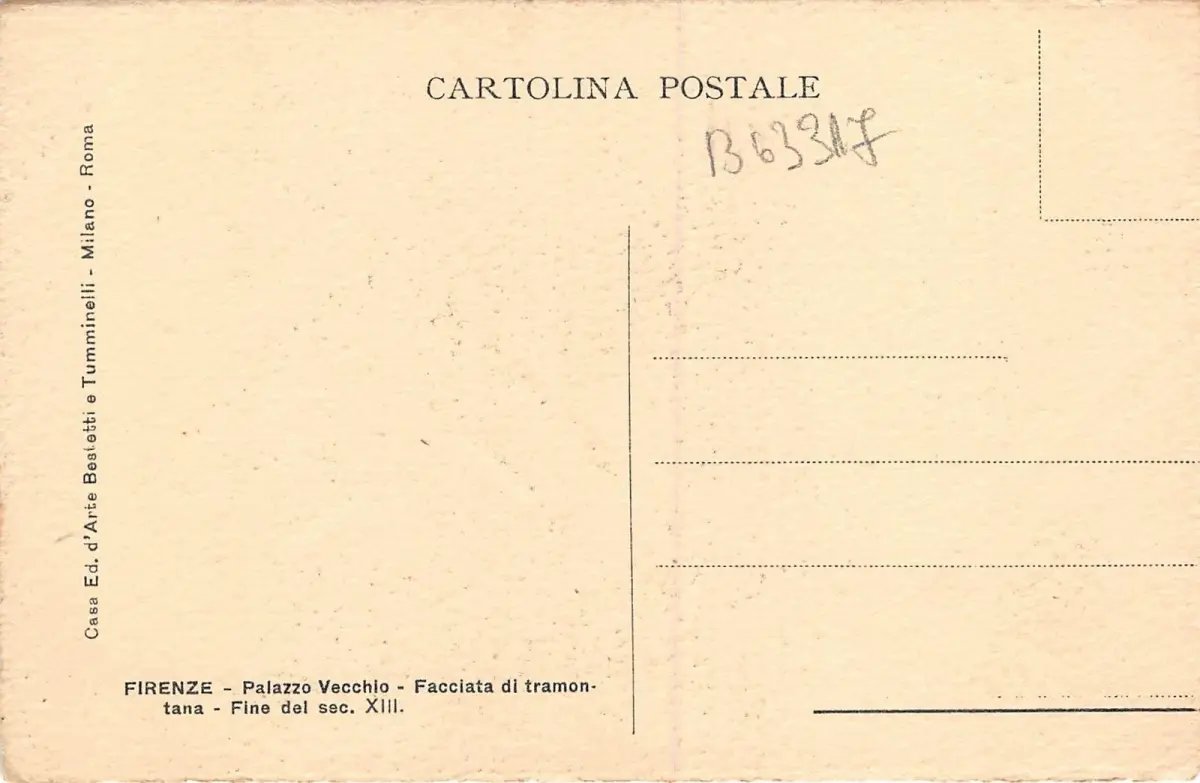 CARTOLINA POSTALE
Casa Ed. d'Arte Bestetti e Tumminelli - Milano - Roma
FIRENZE - Palazzo Vecchio - Facciata di tramon-
tana - Fine del sec. XIII.